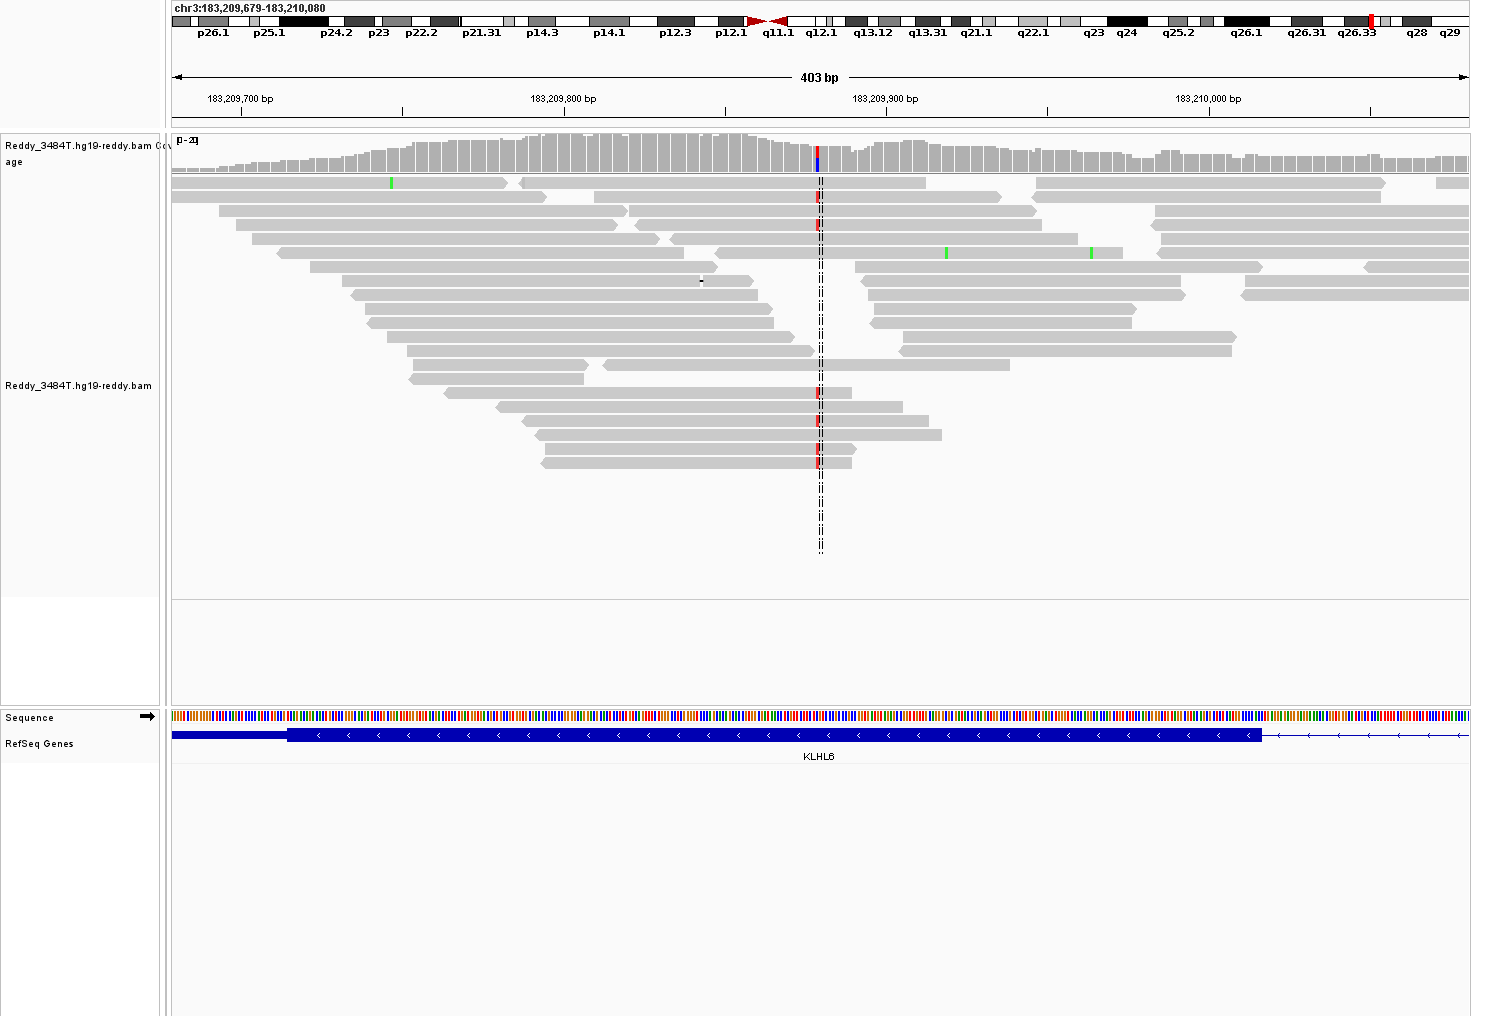 chr3:183,209,679-183,210,080
p26.1 p25.1 p24.2 p23 p22.2 p21.31 p14.3 p14.1 p12.3 p12.1 q11.1 q12.1 q13.12 q13.31 q21.1 q22.1 q23 q24 q25.2 q26.1 q26.31 q26.33 q28 q29
403 bp
183,209,700 bp 183,209,800 bp 183,209,900 bp 183,210,000 bp
[0 - 20]
Reddy_3484T.hg19-reddy.bam Cov
age
Reddy_3484T.hg19-reddy.bam
Sequence
RefSeq Genes
KLHL6